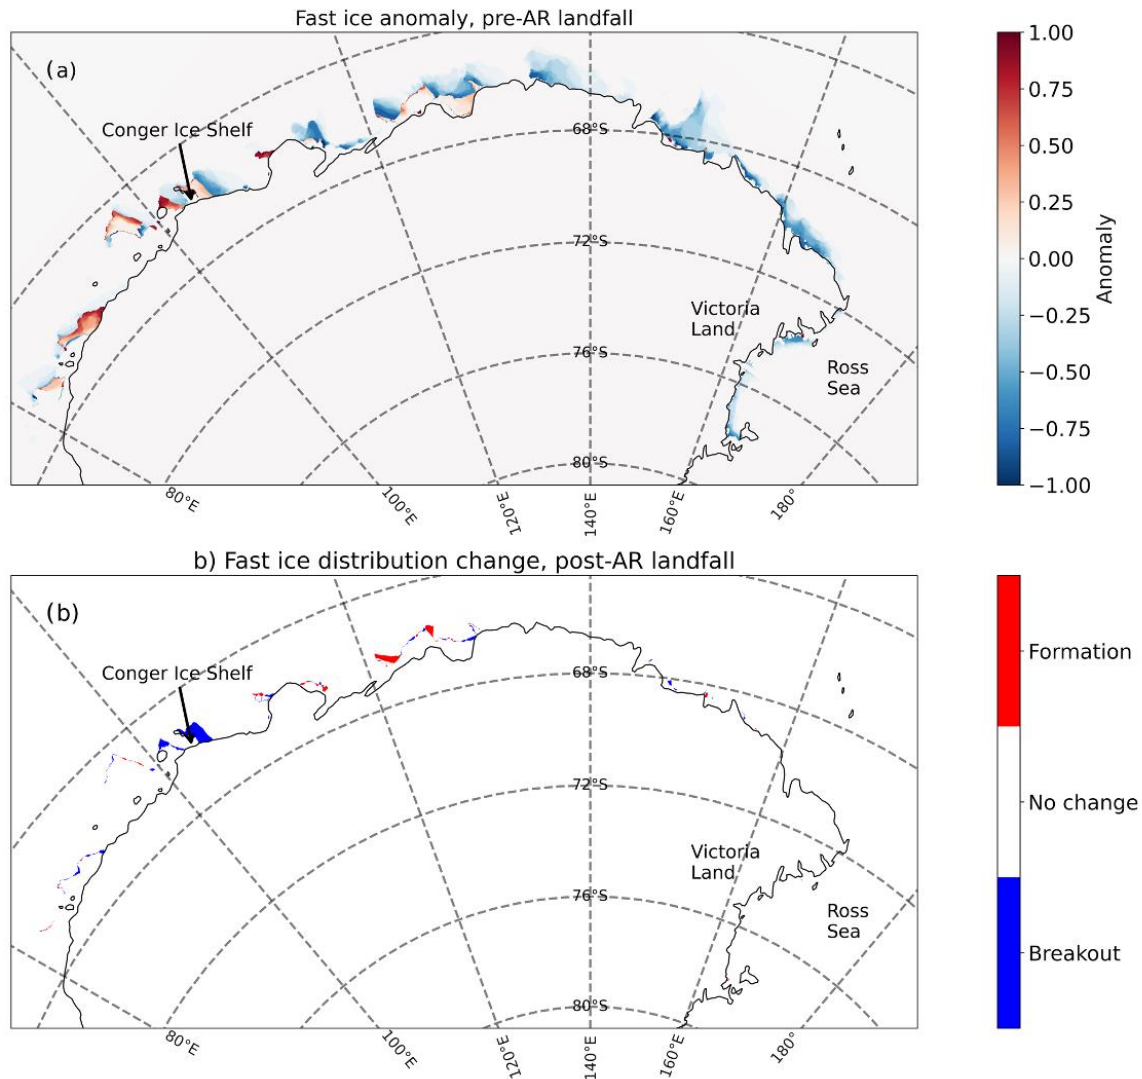 Fast ice anomaly, pre-AR landfall
(a)
Conger Ice Shelf
68°S
72°S
76°S
80°S
Victoria
Land
Ross
Sea
80°E
100°E
120°E
140°E
160°E
180°
1.00
0.75
0.50
0.25
0.00
−0.25
−0.50
−0.75
−1.00
Anomaly
b) Fast ice distribution change, post-AR landfall
(b)
Conger Ice Shelf
68°S
72°S
76°S
80°S
Victoria
Land
Ross
Sea
80°E
100°E
120°E
140°E
160°E
180°
Formation
No change
Breakout